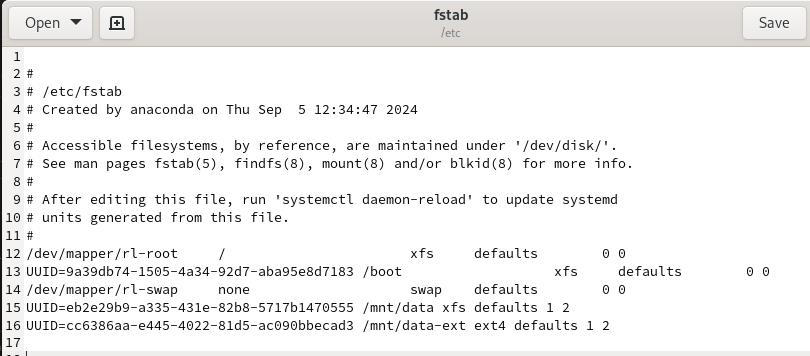 Open
fstab
/etc
Save
1
2 #
3 # /etc/fstab
4 # Created by anaconda on Thu Sep  5 12:34:47 2024
5 #
6 # Accessible filesystems, by reference, are maintained under '/dev/disk/'.
7 # See man pages fstab(5), findfs(8), mount(8) and/or blkid(8) for more info.
8 #
9 # After editing this file, run 'systemctl daemon-reload' to update systemd
10 # units generated from this file.
11 #
12 /dev/mapper/rl-root     /                       xfs     defaults        0 0
13 UUID=9a39db74-1505-4a34-92d7-aba95e8d7183 /boot                   xfs     defaults        0 0
14 /dev/mapper/rl-swap     none                    swap    defaults        0 0
15 UUID=eb2e29b9-a335-431e-82b8-5717b1470555 /mnt/data xfs defaults 1 2
16 UUID=cc6386aa-e445-4022-81d5-ac090bbecad3 /mnt/data-ext ext4 defaults 1 2
17